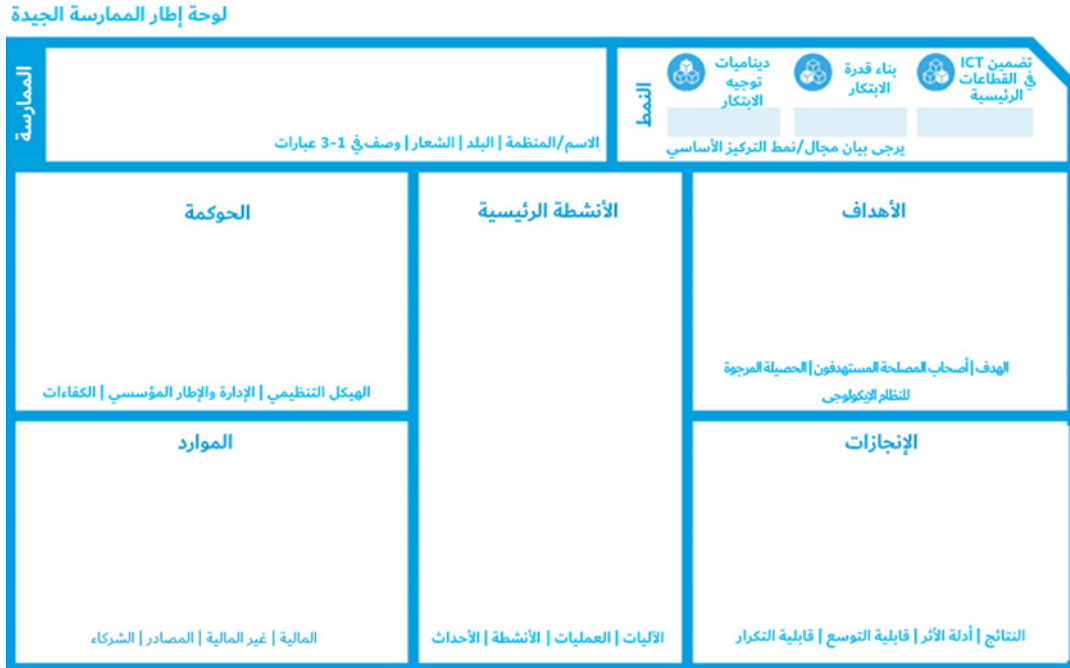 لوحة إطار الممارسة الجيدة
تضمين ICT
في القطاعات
الرئيسية
بناء قدرة
الابتكار
ديناميات
توجيه
الابتكار
النمط
يرجى بيان مجال/نمط التركيز الأساسي
الممارسة
الاسم/المنظمة | البلد | الشعار | وصف في 1-3 عبارات
الأهداف
الهدف | أصحاب المصلحة المستهدفون | الحصيلة المرجوة
للنظام الإيكولوجي
الأنشطة الرئيسية
الآليات | العمليات | الأنشطة | الأحداث
الحوكمة
الهيكل التنظيمي | الإدارة والإطار المؤسسي | الكفاءات
الإنجازات
النتائج | أدلة الأثر | قابلية التوسع | قابلية التكرار
الموارد
المالية | غير المالية | المصادر | الشركاء